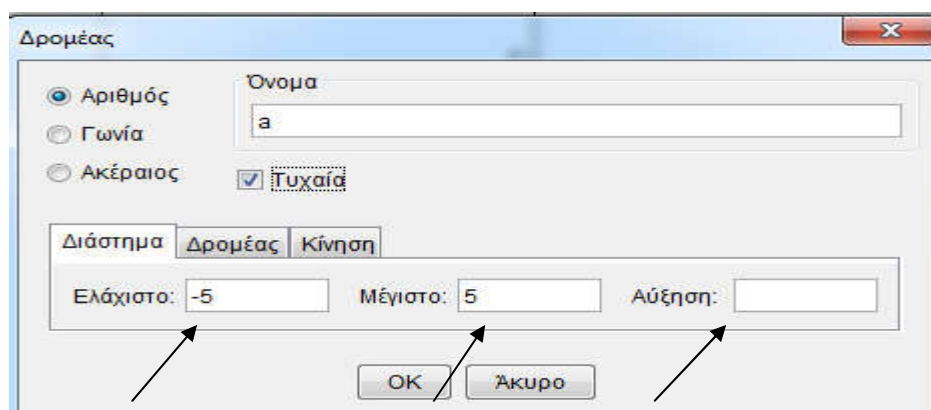 Δρομέας
Αριθμός Όνομα
a
Γωνία
Ακέραιος Τυχαία
Διάστημα Δρομέας Κίνηση
Ελάχιστο: -5 Μέγιστο: 5 Αύξηση:
OK Άκυρο